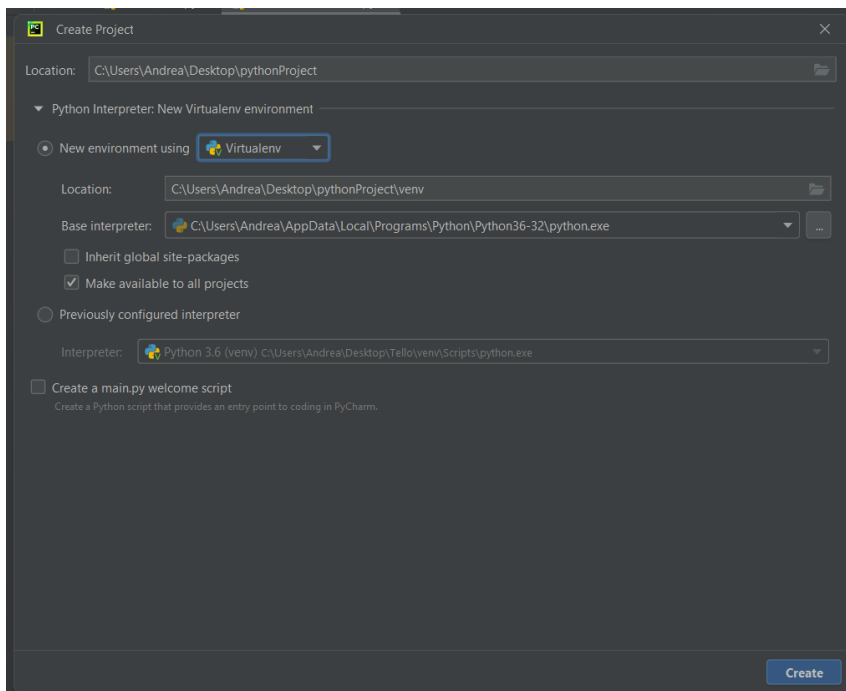 PC Create Project
Location: C:\Users\Andrea\Desktop\pythonProject
Python Interpreter: New Virtualenv environment
New environment using Virtualenv
Location: C:\Users\Andrea\Desktop\pythonProject\venv
Base interpreter: C:\Users\Andrea\AppData\Local\Programs\Python\Python36-32\python.exe ...
Inherit global site-packages
Make available to all projects
Previously configured interpreter
Interpreter: Python 3.6 (venv) C:\Users\Andrea\Desktop\Tello\venv\Scripts\python.exe
Create a main.py welcome script
Create a Python script that provides an entry point to coding in PyCharm.
Create